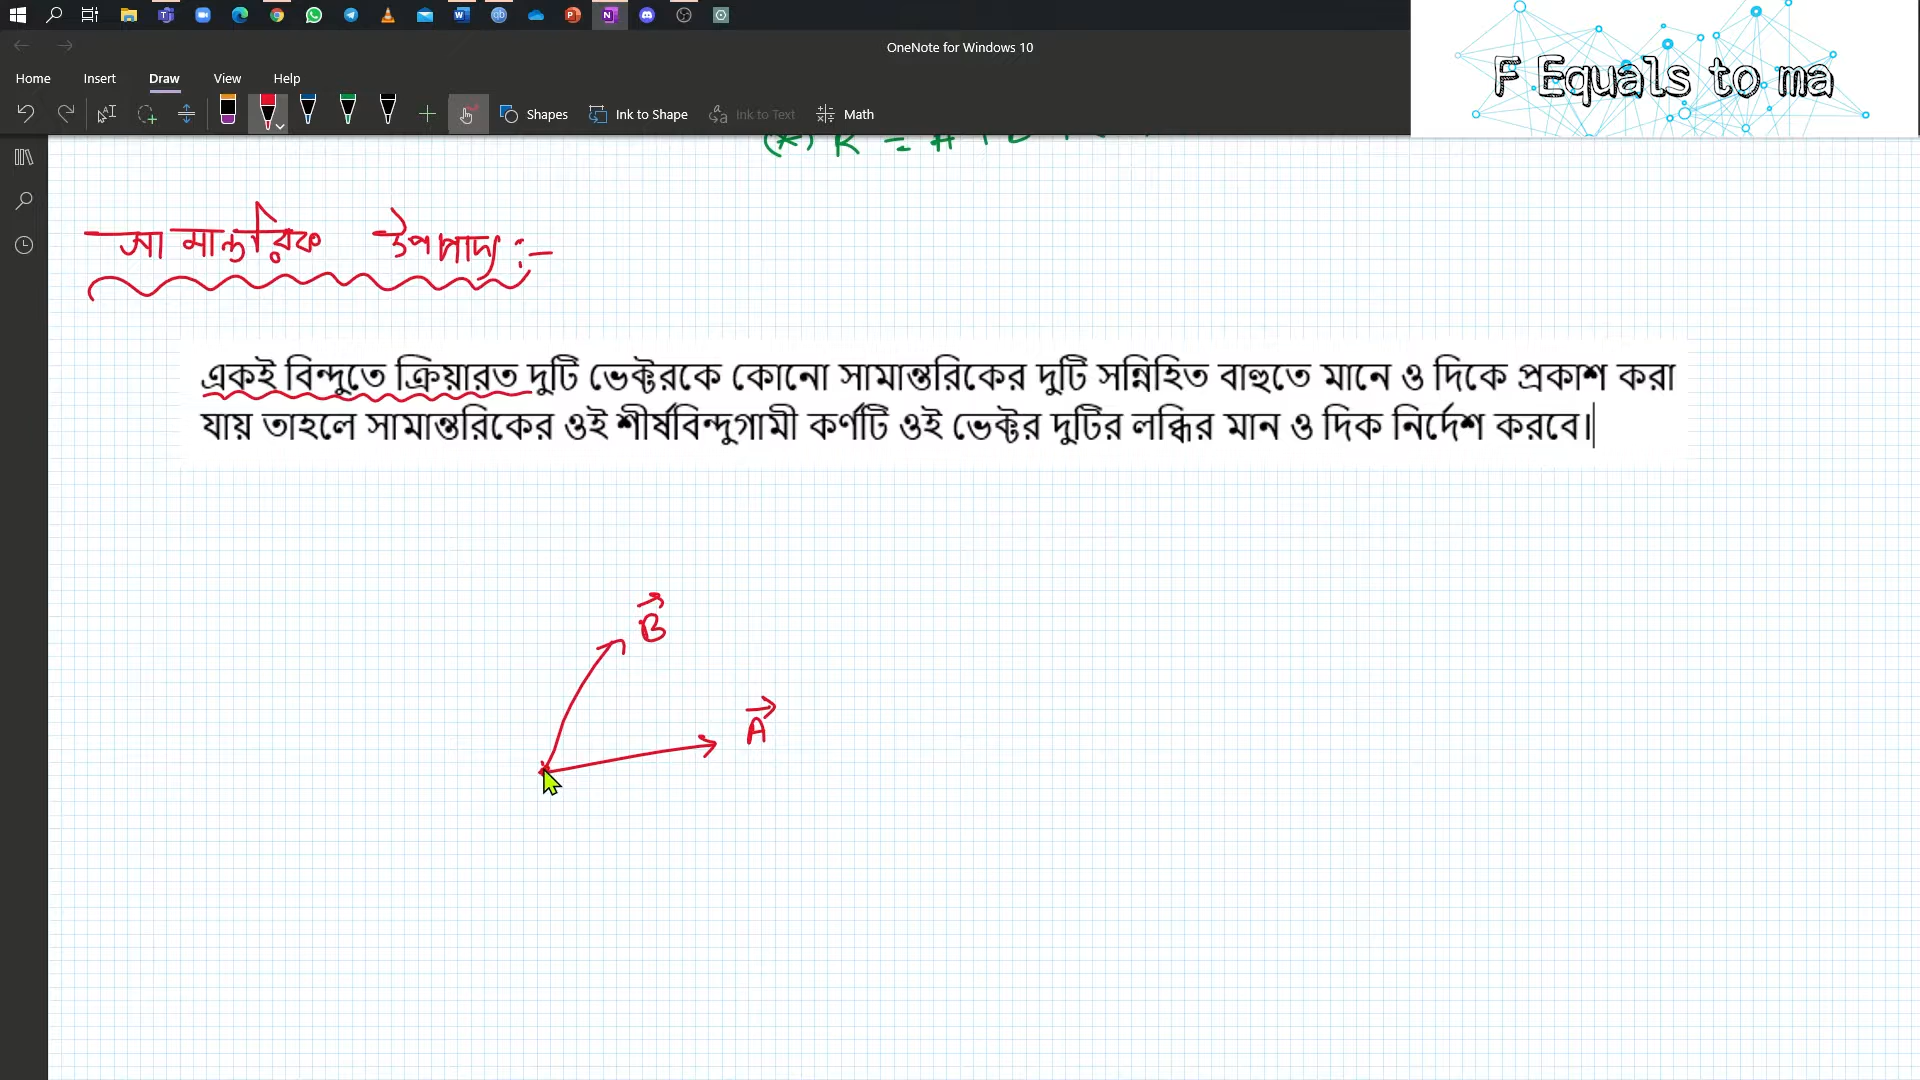 OneNote for Windows 10
F Equals to ma
Home Insert Draw View Help
Shapes Ink to Shape Ink to Text Math
সামান্তরিক উপপাদ্য :-
একই বিন্দুতে ক্রিয়ারত দুটি ভেক্টরকে কোনো সামান্তরিকের দুটি সন্নিহিত বাহুতে মানে ও দিকে প্রকাশ করা
যায় তাহলে সামান্তরিকের ওই শীর্ষবিন্দুগামী কর্ণটি ওই ভেক্টর দুটির লব্ধির মান ও দিক নির্দেশ করবে।
B
A